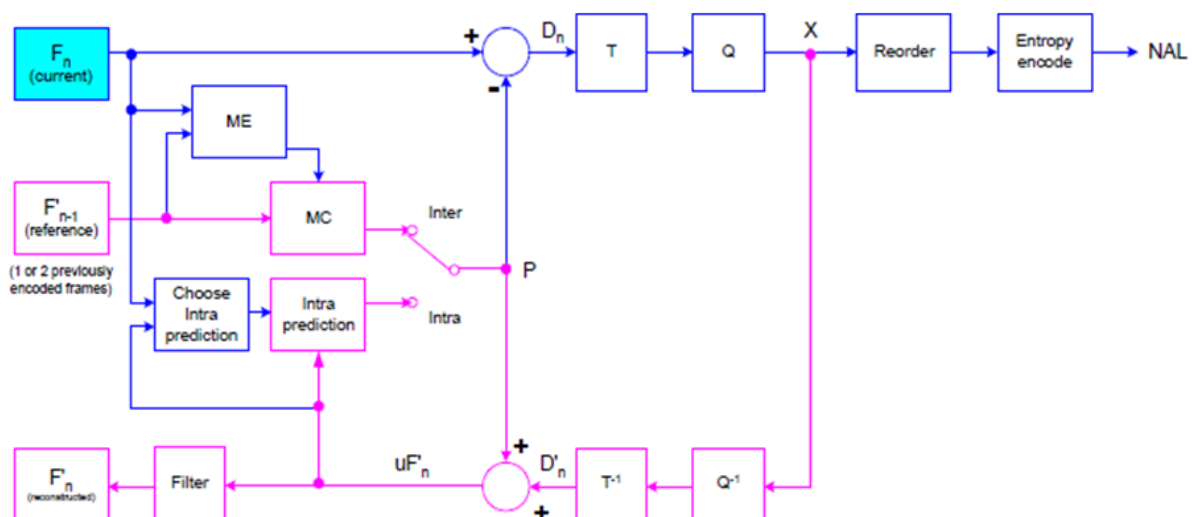 Fn
(current)
+
Dn
T
Q
X
Reorder
Entropy
encode
NAL
-
ME
F'n-1
(reference)
(1 or 2 previously
encoded frames)
MC
Inter
P
Choose
Intra
prediction
Intra
prediction
Intra
F'n
(reconstructed)
Filter
uF'n
+
+
D'n
T-1
Q-1